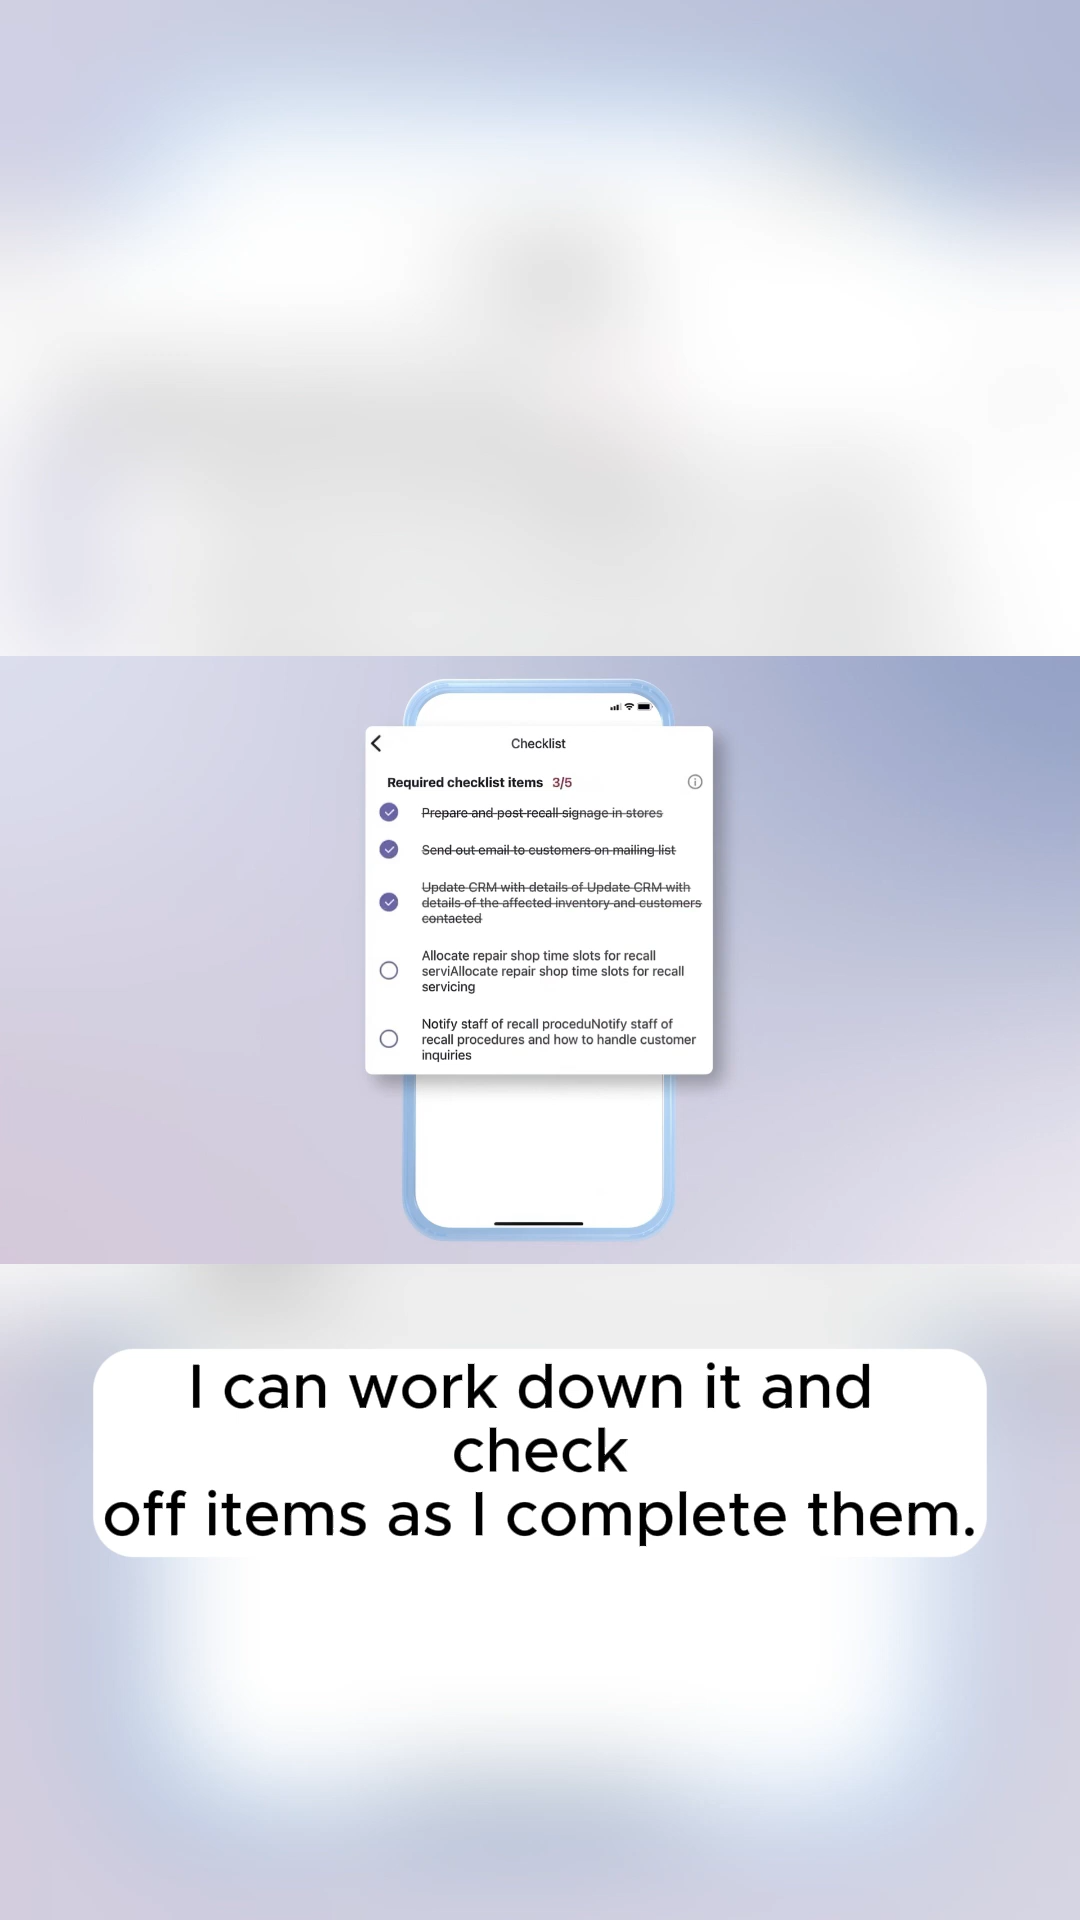 Checklist
Required checklist items 3/5
Prepare and post recall signage in stores
Send out email to customers on mailing list
Update CRM with details of Update CRM with
details of the affected inventory and customers
contacted
Allocate repair shop time slots for recall
serviAllocate repair shop time slots for recall
servicing
Notify staff of recall proceduNotify staff of
recall procedures and how to handle customer
inquiries
I can work down it and
check
off items as I complete them.